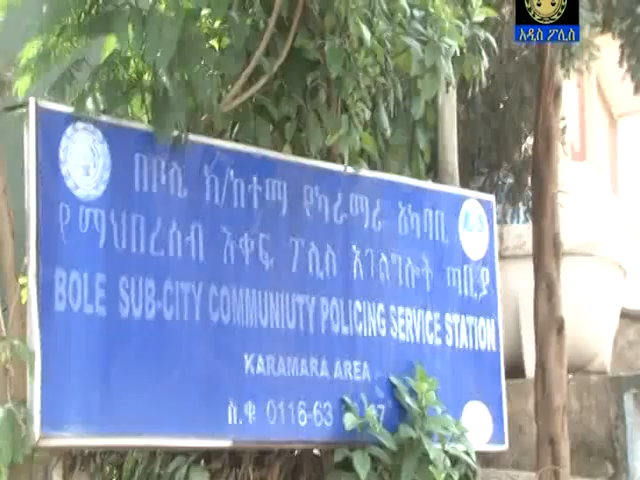 አዲስ ፖሊስ
በቦሌ ክ/ከተማ የካራማራ አካባቢ
የማህበረሰብ አቀፍ ፖሊስ አገልግሎት ጣቢያ
BOLE SUB-CITY COMMUNIUTY POLICING SERVICE STATION
KARAMARA AREA
ስ.ቁ 0116-63